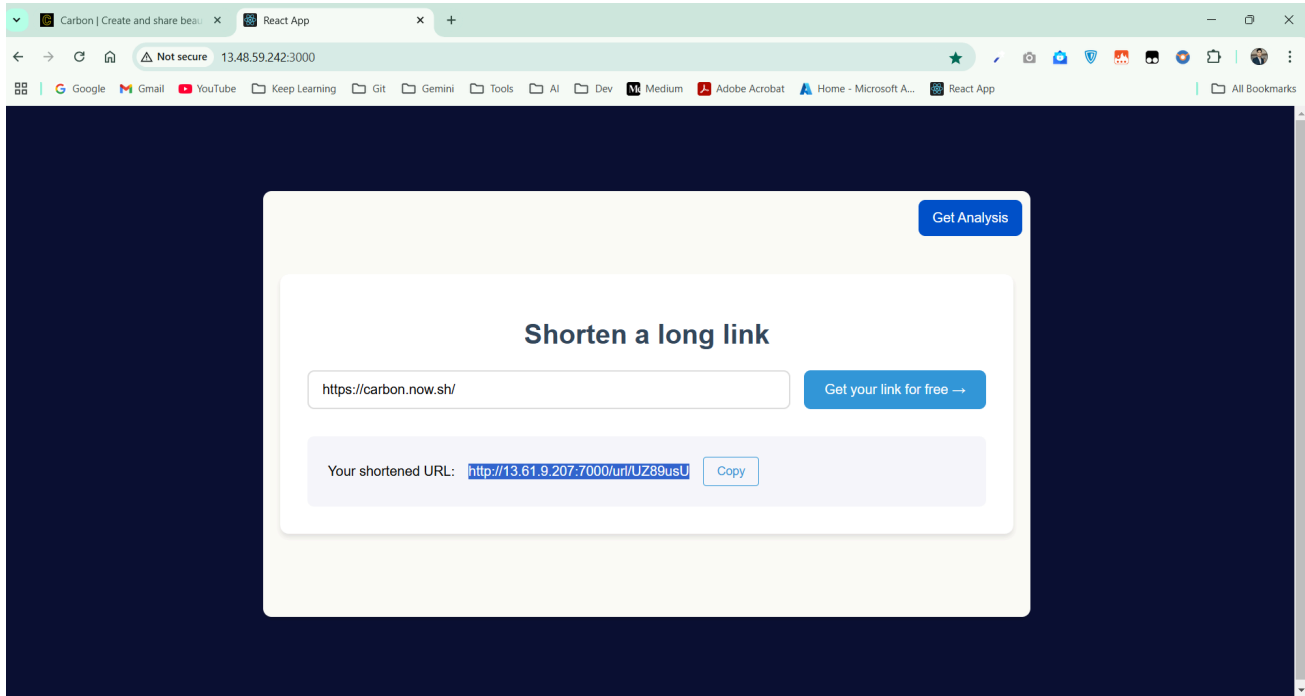 Carbon | Create and share beau
React App
Not secure 13.48.59.242:3000
Google Gmail YouTube Keep Learning Git Gemini Tools AI Dev Medium Adobe Acrobat Home - Microsoft A... React App All Bookmarks
Get Analysis
Shorten a long link
https://carbon.now.sh/ Get your link for free →
Your shortened URL: http://13.61.9.207:7000/url/UZ89usU Copy